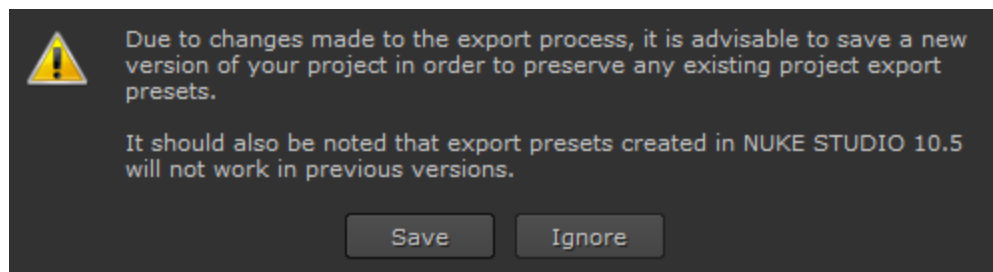 Due to changes made to the export process, it is advisable to save a new
version of your project in order to preserve any existing project export
presets.
It should also be noted that export presets created in NUKE STUDIO 10.5
will not work in previous versions.
Save
Ignore